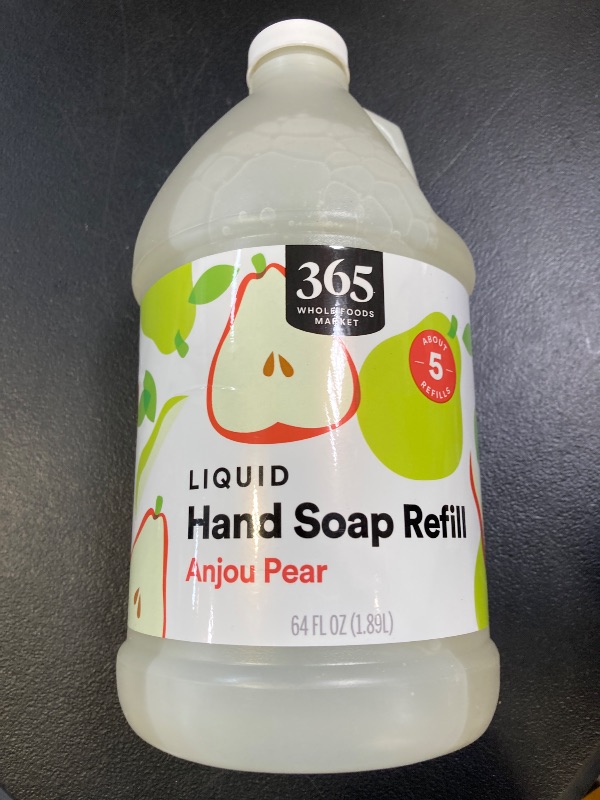 365
WHOLE FOODS
MARKET
ABOUT
5
REFILLS
LIQUID
Hand Soap Refill
Anjou Pear
64 FL OZ (1.89L)